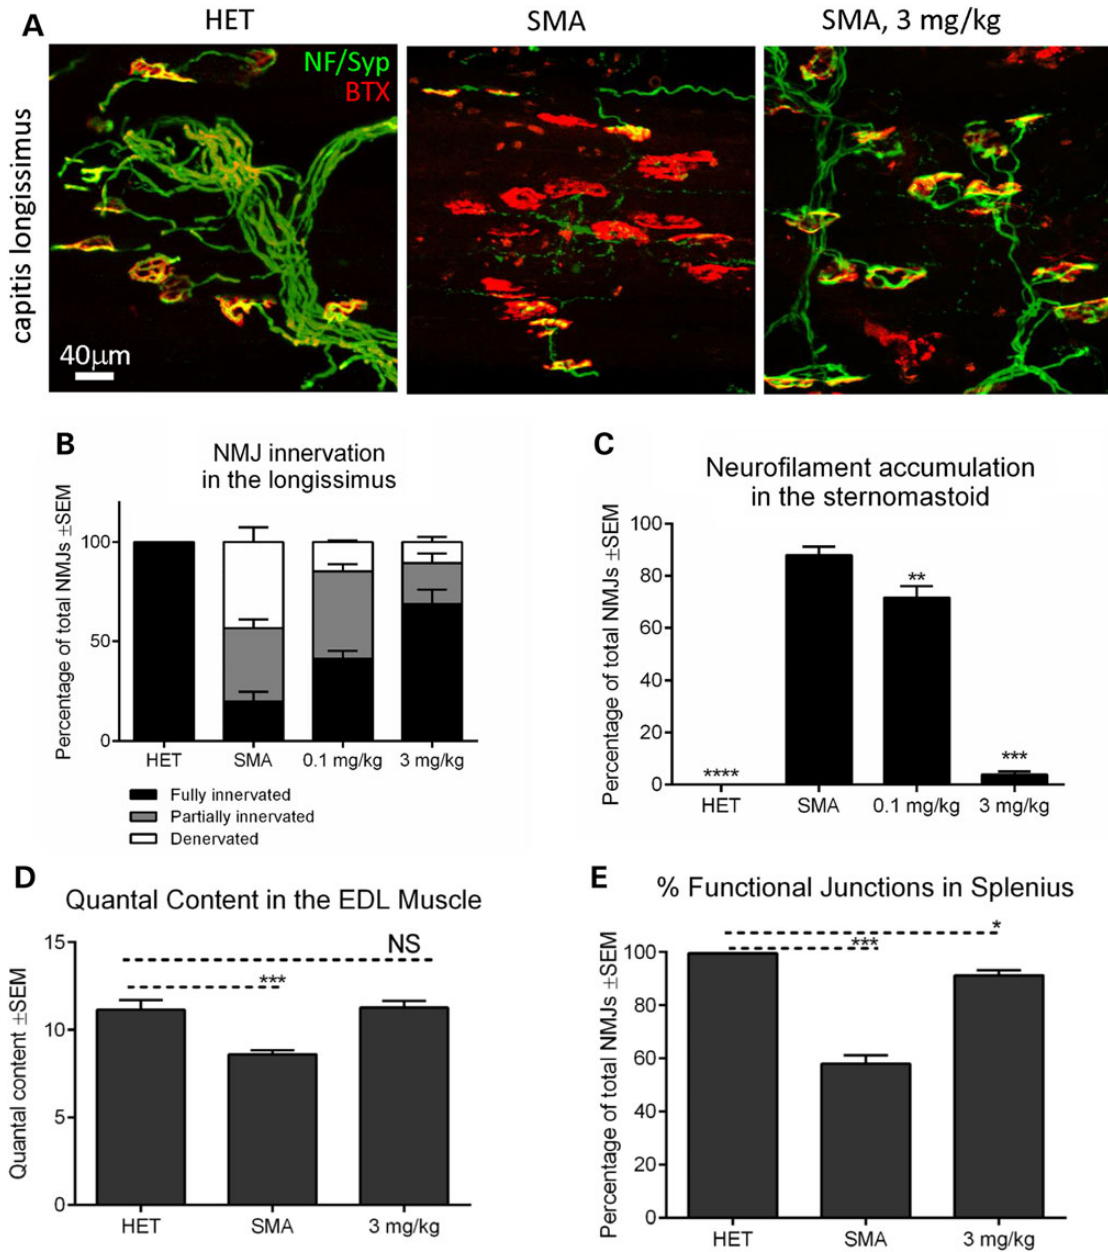 A
HET
SMA
SMA, 3 mg/kg
NF/Syp
BTX
capitis longissimus
40μm
B
NMJ innervation
in the longissimus
Percentage of total NMJs ±SEM
100
50
0
HET
SMA
0.1 mg/kg
3 mg/kg
Fully innervated
Partially innervated
Denervated
C
Neurofilament accumulation
in the sternomastoid
Percentage of total NMJs ±SEM
100
80
60
40
20
0
****
**
***
HET
SMA
0.1 mg/kg
3 mg/kg
D
Quantal Content in the EDL Muscle
Quantal content ±SEM
15
10
5
0
NS
***
HET
SMA
3 mg/kg
E
% Functional Junctions in Splenius
Percentage of total NMJs ±SEM
100
80
60
40
20
0
*
***
HET
SMA
3 mg/kg